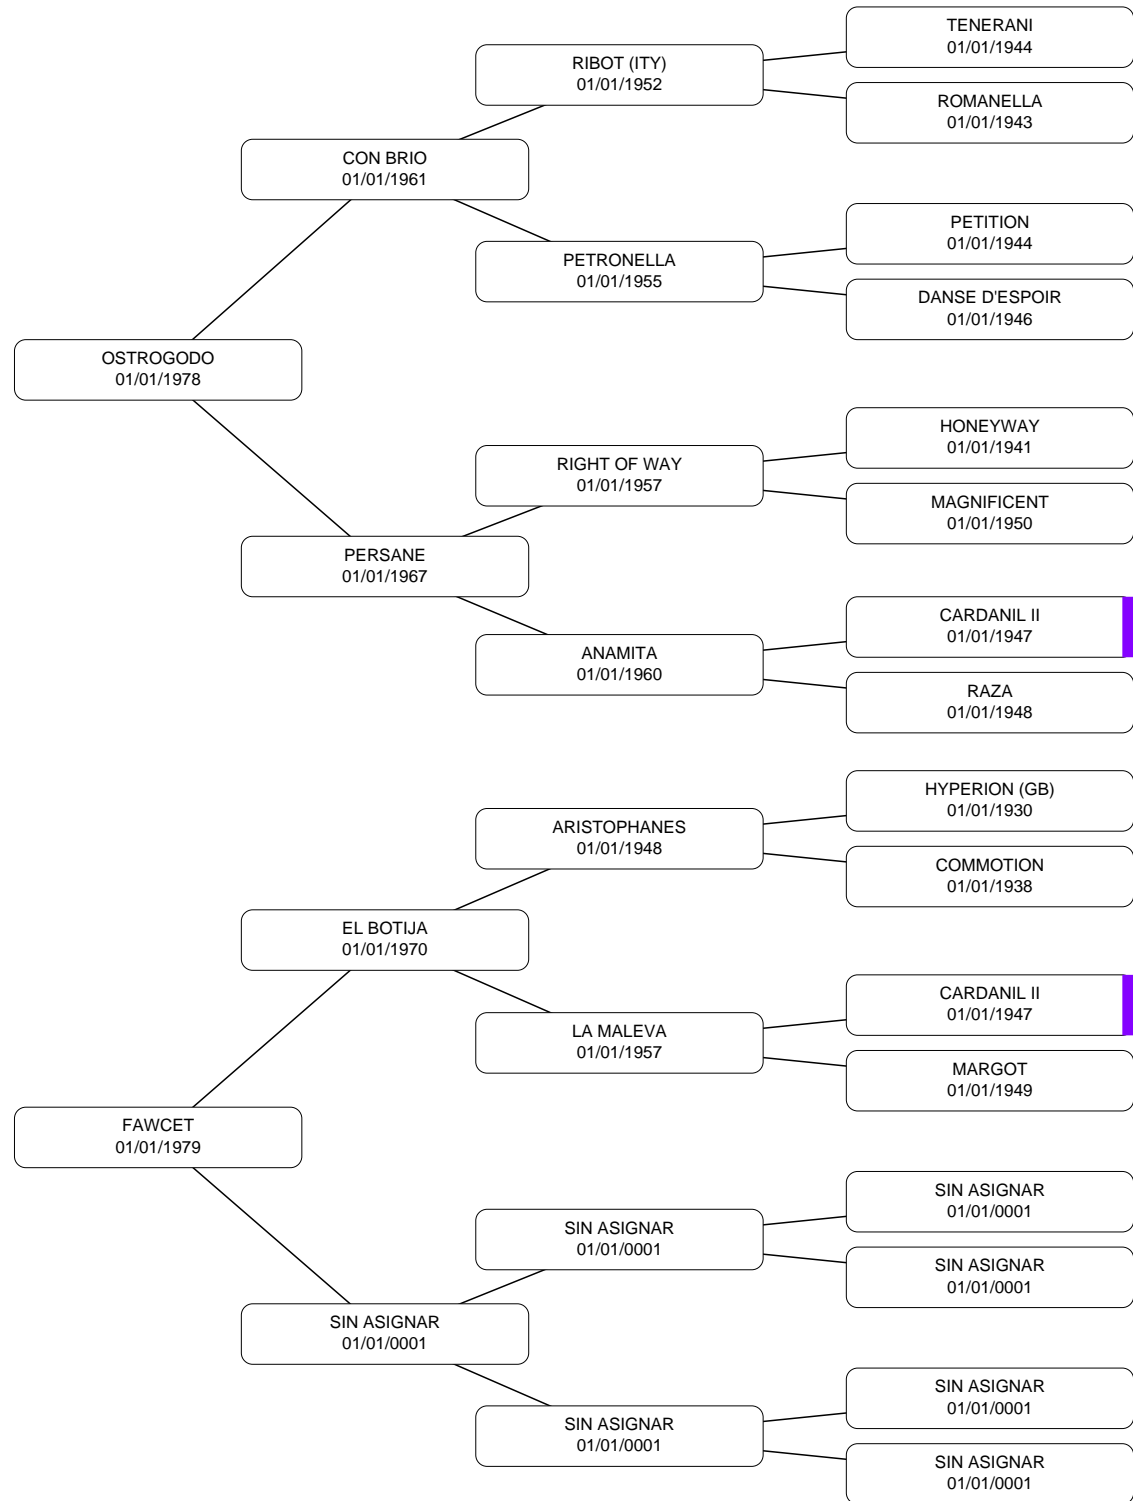 TENERANI
01/01/1944
RIBOT (ITY)
01/01/1952
ROMANELLA
01/01/1943
CON BRIO
01/01/1961
PETITION
01/01/1944
PETRONELLA
01/01/1955
DANSE D'ESPOIR
01/01/1946
OSTROGODO
01/01/1978
HONEYWAY
01/01/1941
RIGHT OF WAY
01/01/1957
MAGNIFICENT
01/01/1950
PERSANE
01/01/1967
CARDANIL II
01/01/1947
ANAMITA
01/01/1960
RAZA
01/01/1948
HYPERION (GB)
01/01/1930
ARISTOPHANES
01/01/1948
COMMOTION
01/01/1938
EL BOTIJA
01/01/1970
CARDANIL II
01/01/1947
LA MALEVA
01/01/1957
MARGOT
01/01/1949
FAWCET
01/01/1979
SIN ASIGNAR
01/01/0001
SIN ASIGNAR
01/01/0001
SIN ASIGNAR
01/01/0001
SIN ASIGNAR
01/01/0001
SIN ASIGNAR
01/01/0001
SIN ASIGNAR
01/01/0001
SIN ASIGNAR
01/01/0001